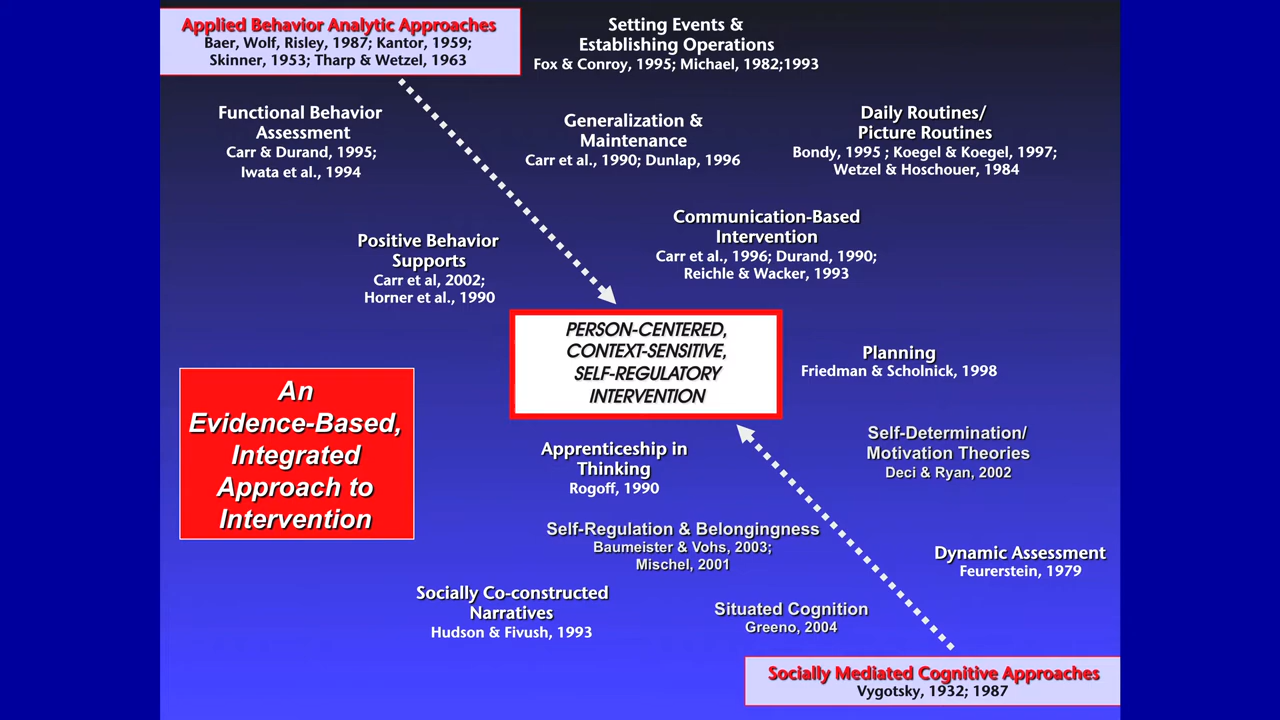 Applied Behavior Analytic Approaches
Baer, Wolf, Risley, 1987; Kantor, 1959;
Skinner, 1953; Tharp & Wetzel, 1963
Setting Events &
Establishing Operations
Fox & Conroy, 1995; Michael, 1982;1993
Functional Behavior
Assessment
Carr & Durand, 1995;
Iwata et al., 1994
Generalization &
Maintenance
Carr et al., 1990; Dunlap, 1996
Daily Routines/
Picture Routines
Bondy, 1995 ; Koegel & Koegel, 1997;
Wetzel & Hoschouer, 1984
Positive Behavior
Supports
Carr et al, 2002;
Horner et al., 1990
Communication-Based
Intervention
Carr et al., 1996; Durand, 1990;
Reichle & Wacker, 1993
PERSON-CENTERED,
CONTEXT-SENSITIVE,
SELF-REGULATORY
INTERVENTION
Planning
Friedman & Scholnick, 1998
An
Evidence-Based,
Integrated
Approach to
Intervention
Apprenticeship in
Thinking
Rogoff, 1990
Self-Determination/
Motivation Theories
Deci & Ryan, 2002
Self-Regulation & Belongingness
Baumeister & Vohs, 2003;
Mischel, 2001
Dynamic Assessment
Feurerstein, 1979
Socially Co-constructed
Narratives
Hudson & Fivush, 1993
Situated Cognition
Greeno, 2004
Socially Mediated Cognitive Approaches
Vygotsky, 1932; 1987